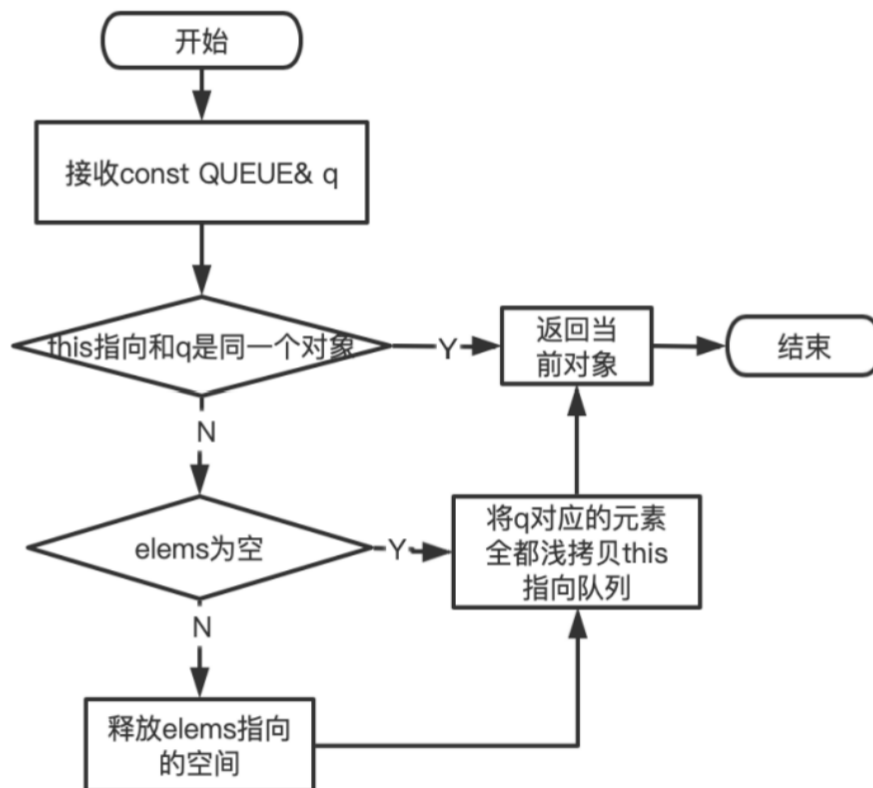 开始
接收const QUEUE& q
this指向和q是同一个对象
Y
返回当
前对象
结束
N
elems为空
Y
将q对应的元素
全都浅拷贝this
指向队列
N
释放elems指向
的空间